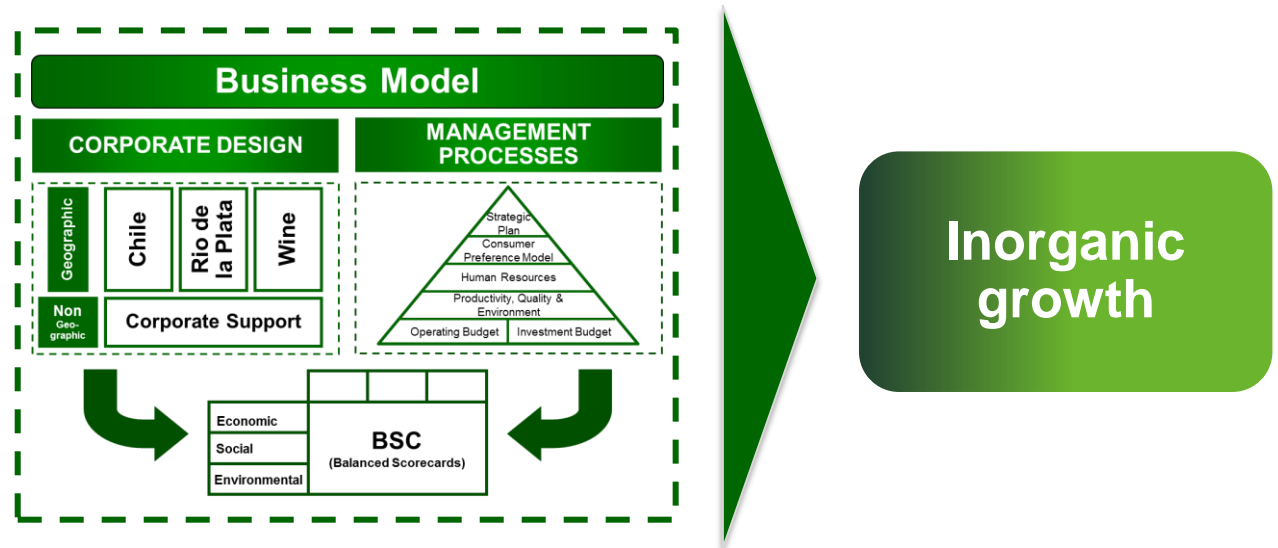 Business Model
CORPORATE DESIGN
Geographic
Chile
Rio de
la Plata
Wine
Non
Geo-
graphic
Corporate Support
MANAGEMENT
PROCESSES
Strategic
Plan
Consumer
Preference Model
Human Resources
Productivity, Quality &
Environment
Operating Budget
Investment Budget
Economic
Social
Environmental
BSC
(Balanced Scorecards)
Inorganic
growth